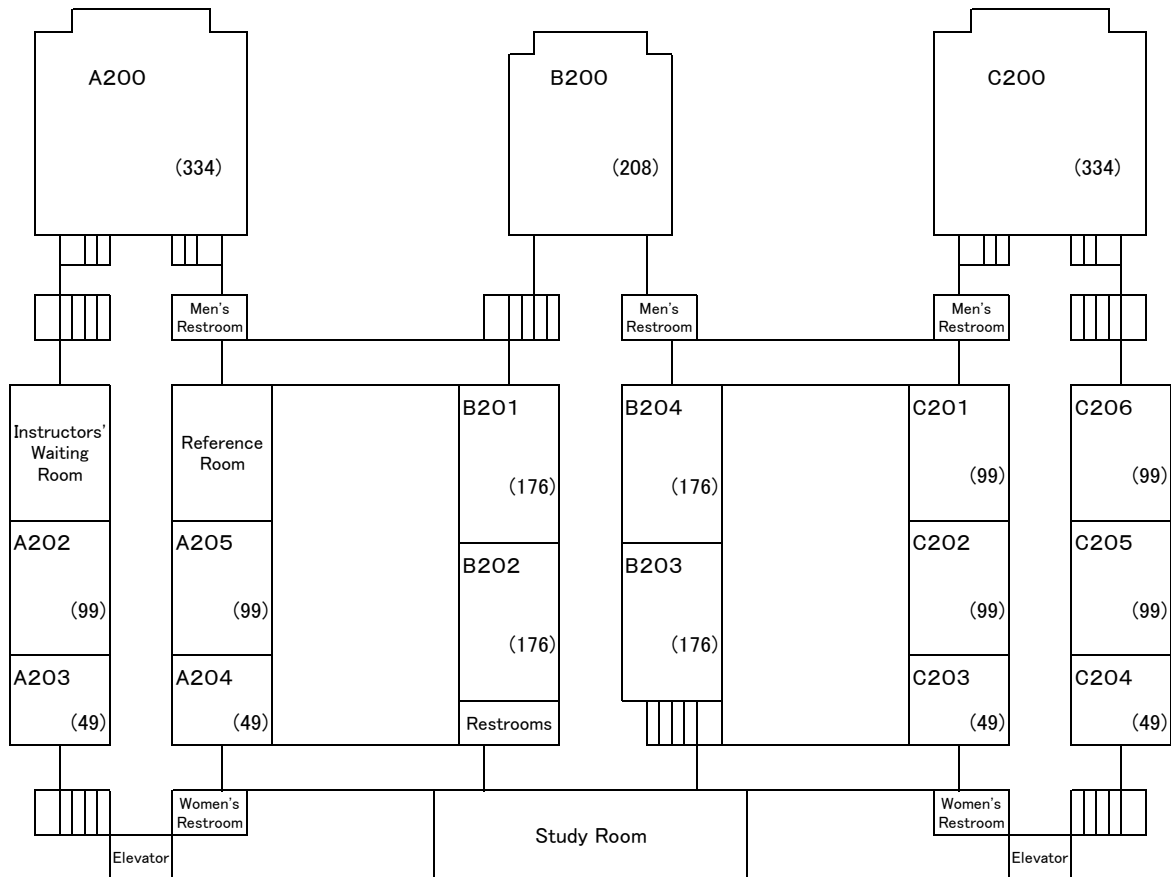 A200
B200
C200
(334)
(208)
(334)
Men's
Restroom
Men's
Restroom
Men's
Restroom
Instructors'
Waiting
Room
Reference
Room
B201
(176)
B204
(176)
C201
(99)
C206
(99)
A202
(99)
A205
(99)
B202
(176)
B203
(176)
C202
(99)
C205
(99)
A203
(49)
A204
(49)
Restrooms
C203
(49)
C204
(49)
Women's
Restroom
Study Room
Women's
Restroom
Elevator
Elevator